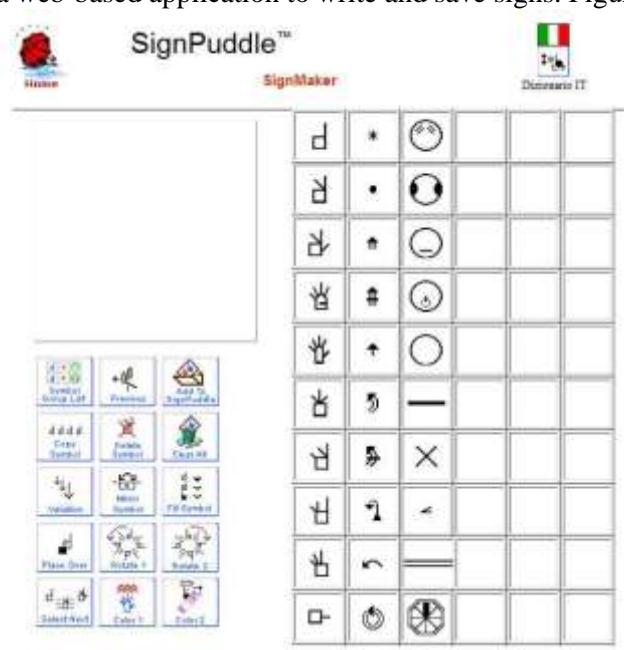 a web-based application to write and save signs. Figu
SignPuddle™
SignMaker
Home
Dizionario IT
Symbol
Group List
Previous
Add To
SignPuddle
Copy
Symbol
Delete
Symbol
Clear All
Variation
Mirror
Symbol
Fill Symbol
Place Over
Rotate 1
Rotate 2
Select Next
Color 1
Color 2